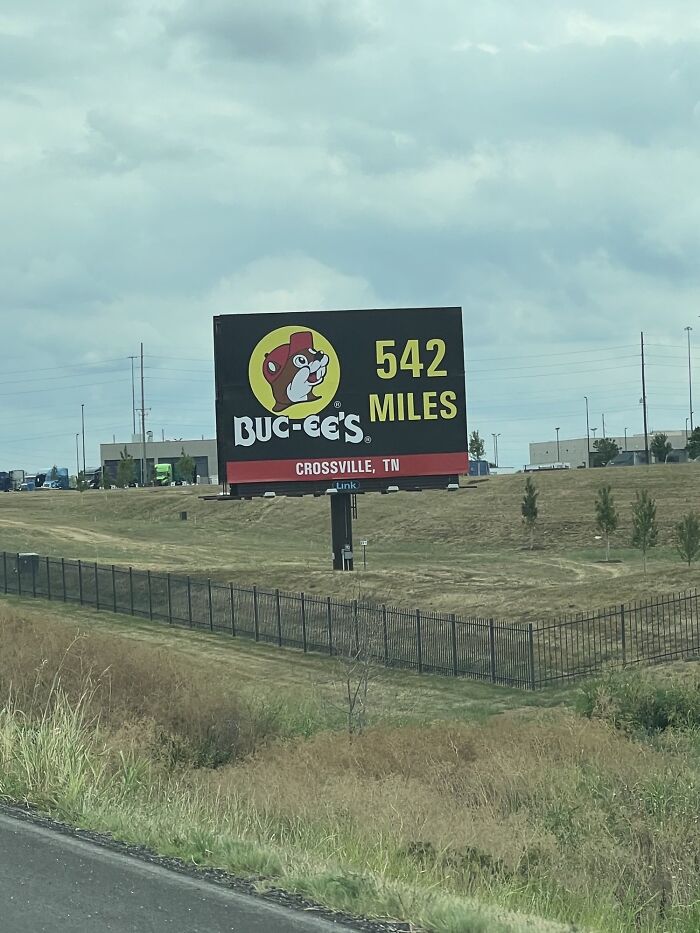 542
MILES
BUC-EE'S®
CROSSVILLE, TN
Link